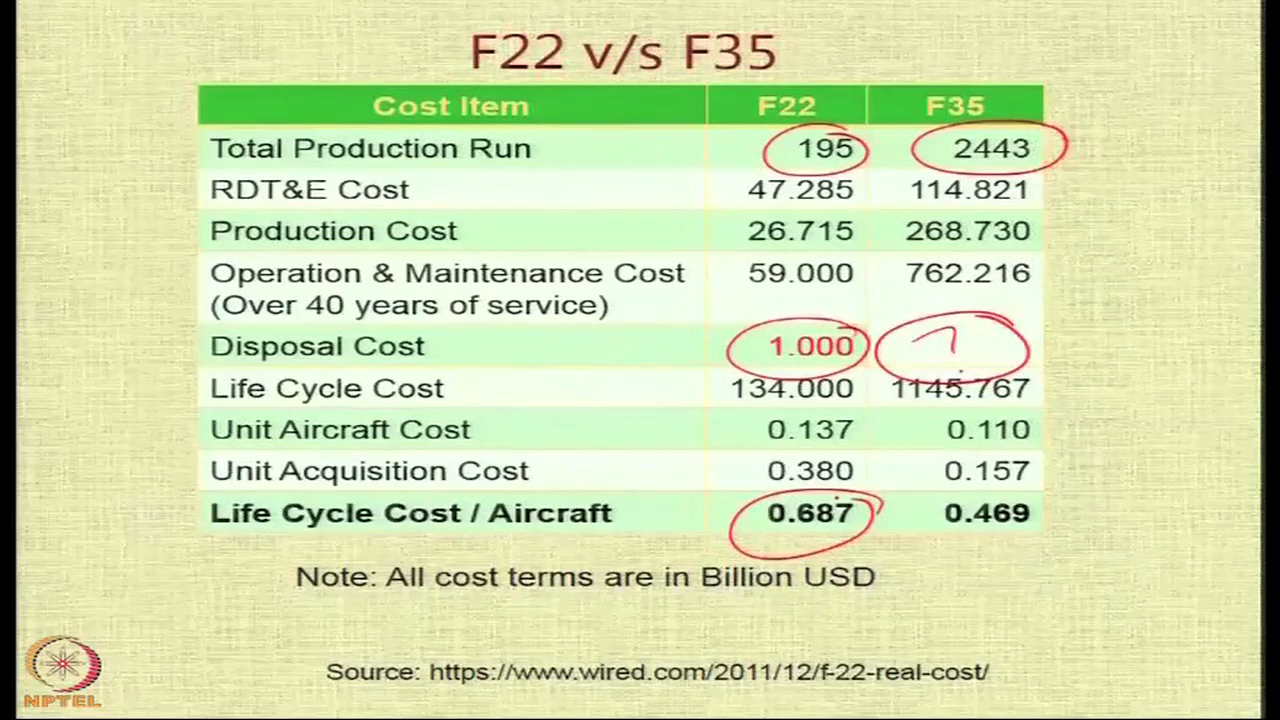 F22 v/s F35
Cost Item F22 F35
Total Production Run 195 2443
RDT&E Cost 47.285 114.821
Production Cost 26.715 268.730
Operation & Maintenance Cost 59.000 762.216
(Over 40 years of service)
Disposal Cost 1.000 ?
Life Cycle Cost 134.000 1145.767
Unit Aircraft Cost 0.137 0.110
Unit Acquisition Cost 0.380 0.157
Life Cycle Cost / Aircraft 0.687 0.469
Note: All cost terms are in Billion USD
Source: https://www.wired.com/2011/12/f-22-real-cost/
NPTEL